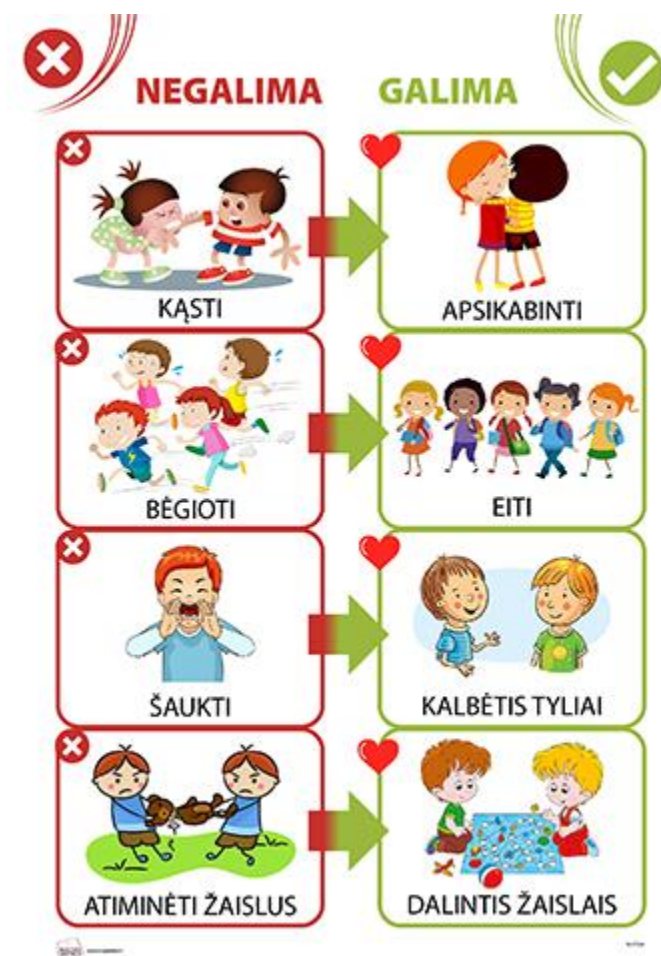 NEGALIMA GALIMA
KĄSTI
APSIKABINTI
BĖGIOTI
EITI
ŠAUKTI
KALBĖTIS TYLIAI
ATIMINĖTI ŽAISLUS
DALINTIS ŽAISLAIS